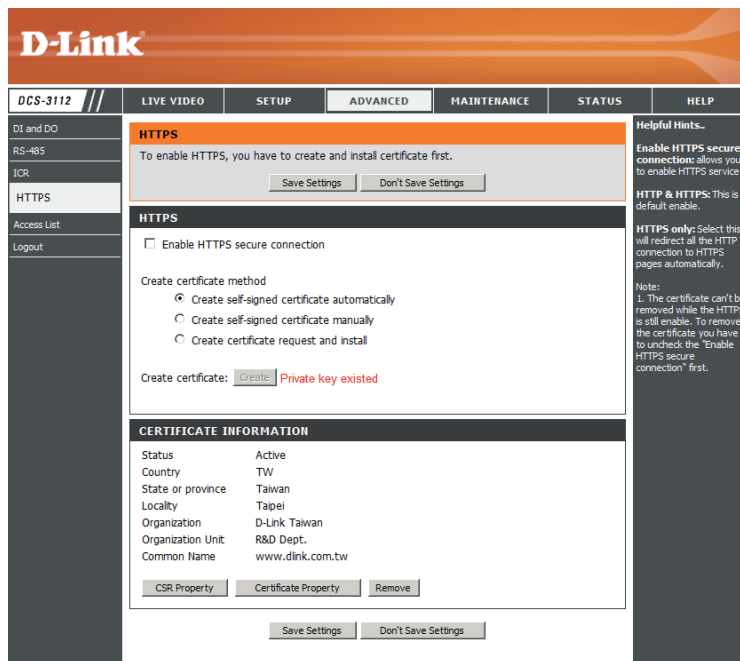 D-Link
DCS-3112
LIVE VIDEO
SETUP
ADVANCED
MAINTENANCE
STATUS
HELP
DI and DO
RS-485
ICR
HTTPS
Access List
Logout
HTTPS
To enable HTTPS, you have to create and install certificate first.
Save Settings
Don't Save Settings
HTTPS
Enable HTTPS secure connection
Create certificate method
Create self-signed certificate automatically
Create self-signed certificate manually
Create certificate request and install
Create certificate: Create Private key existed
CERTIFICATE INFORMATION
Status Active
Country TW
State or province Taiwan
Locality Taipei
Organization D-Link Taiwan
Organization Unit R&D Dept.
Common Name www.dlink.com.tw
CSR Property
Certificate Property
Remove
Save Settings
Don't Save Settings
Helpful Hints..
Enable HTTPS secure
connection: allows you
to enable HTTPS service
HTTP & HTTPS: This is
default enable.
HTTPS only: Select this
will redirect all the HTTP
connection to HTTPS
pages automatically.
Note:
1. The certificate can't b
removed while the HTTP
is still enable. To remove
the certificate you have
to uncheck the "Enable
HTTPS secure
connection" first.